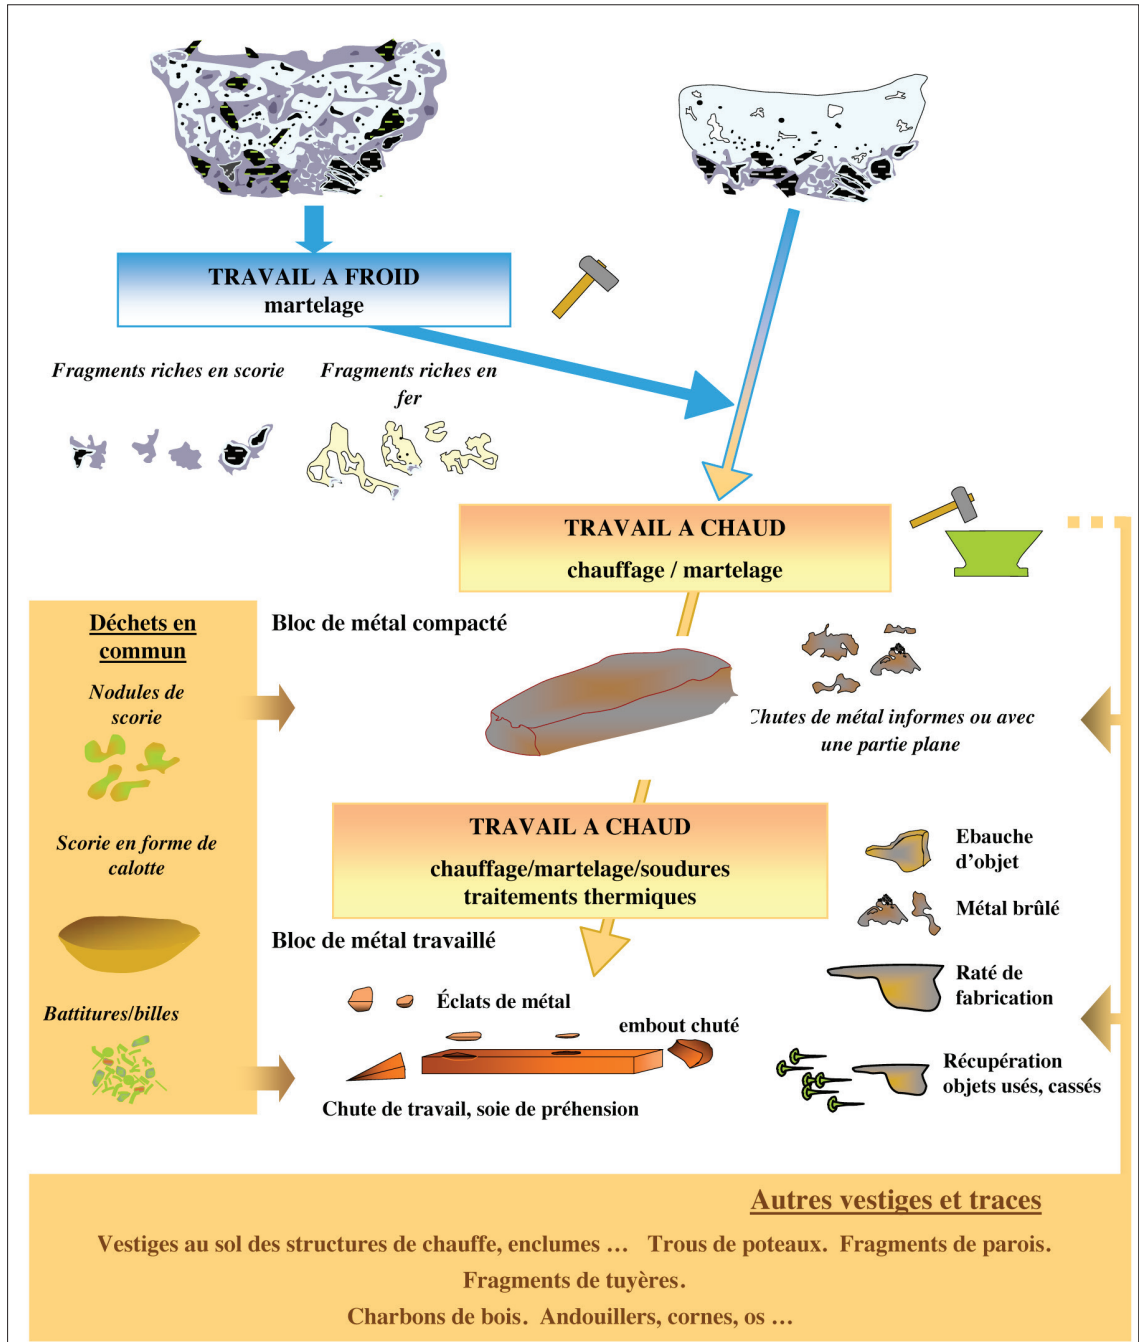 TRAVAIL A FROID
martelage
Fragments riches en scorie
Fragments riches en
fer
TRAVAIL A CHAUD
chauffage / martelage
Déchets en
commun
Nodules de
scorie
Scorie en forme de
calotte
Battitures/billes
Bloc de métal compacté
Chutes de métal informes ou avec
une partie plane
TRAVAIL A CHAUD
chauffage/martelage/soudures
traitements thermiques
Bloc de métal travaillé
Éclats de métal
embout chuté
Chute de travail, soie de préhension
Ebauche
d'objet
Métal brûlé
Raté de
fabrication
Récupération
objets usés, cassés
Autres vestiges et traces
Vestiges au sol des structures de chauffe, enclumes ... Trous de poteaux. Fragments de parois.
Fragments de tuyères.
Charbons de bois. Andouillers, cornes, os ...